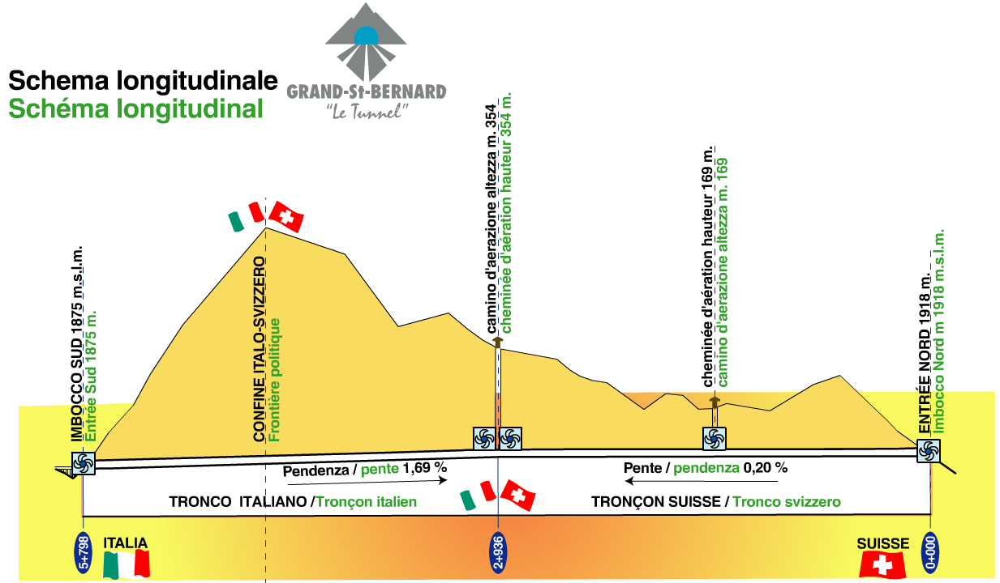 Schema longitudinale
Schéma longitudinal
GRAND-St-BERNARD
"Le Tunnel"
IMBOCCO SUD 1875 m.s.l.m.
Entrée Sud 1875 m.
CONFINE ITALO-SVIZZERO
Frontière politique
camino d'aerazione altezza m. 354
cheminée d'aération hauteur 354 m.
cheminée d'aération hauteur 169 m.
camino d'aerazione altezza m. 169
ENTRÉE NORD 1918 m.
Imbocco Nord m 1918 m.s.l.m.
Pendenza / pente 1,69 %
Pente / pendenza 0,20 %
TRONCO ITALIANO /Tronçon italien
TRONÇON SUISSE / Tronco svizzero
5+798
ITALIA
2+936
SUISSE
0+000